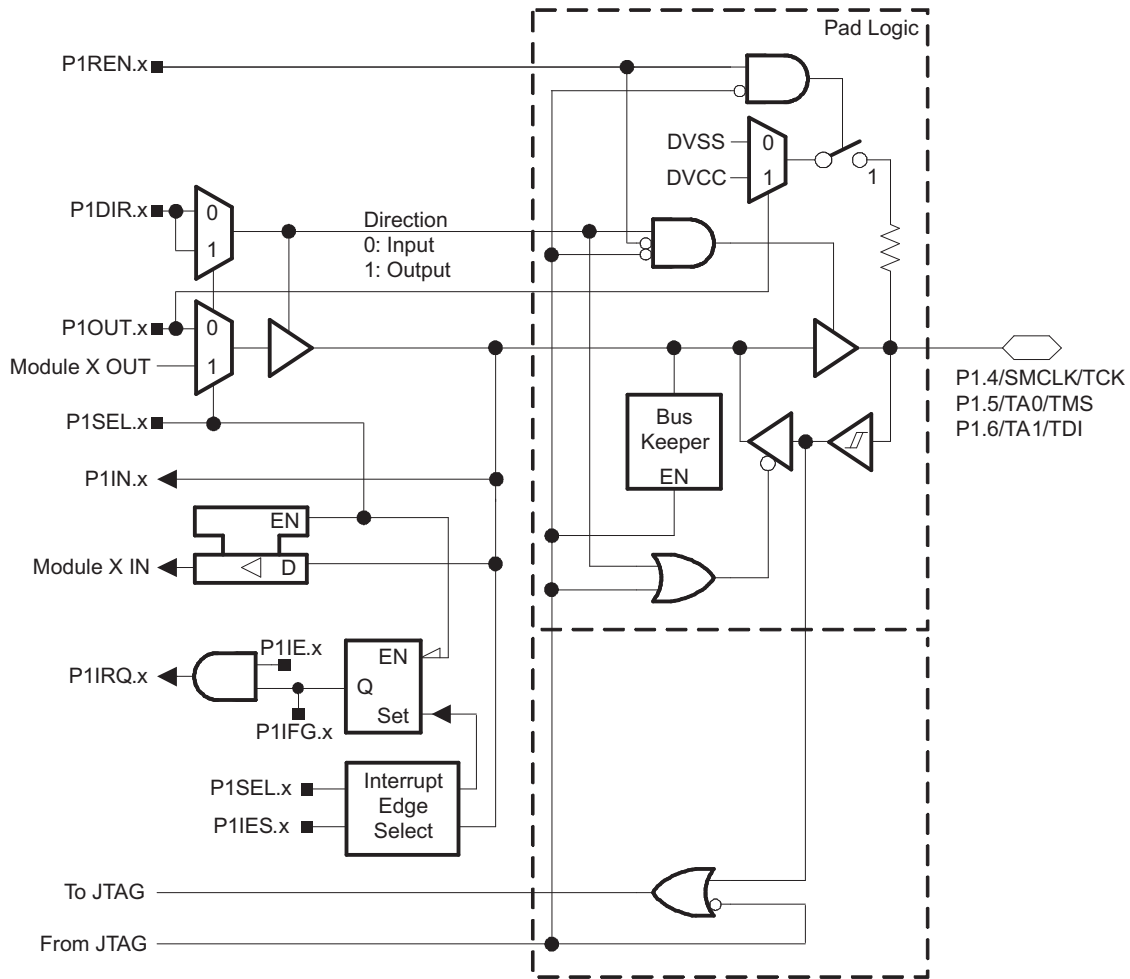 Pad Logic
P1REN.x
DVSS
0
DVCC
1
1
P1DIR.x
0
1
Direction
0: Input
1: Output
P1OUT.x
0
Module X OUT
1
P1.4/SMCLK/TCK
P1.5/TA0/TMS
P1.6/TA1/TDI
P1SEL.x
Bus
Keeper
EN
P1IN.x
EN
Module X IN
D
P1IE.x
P1IRQ.x
EN
Q
Set
P1IFG.x
P1SEL.x
P1IES.x
Interrupt
Edge
Select
To JTAG
From JTAG